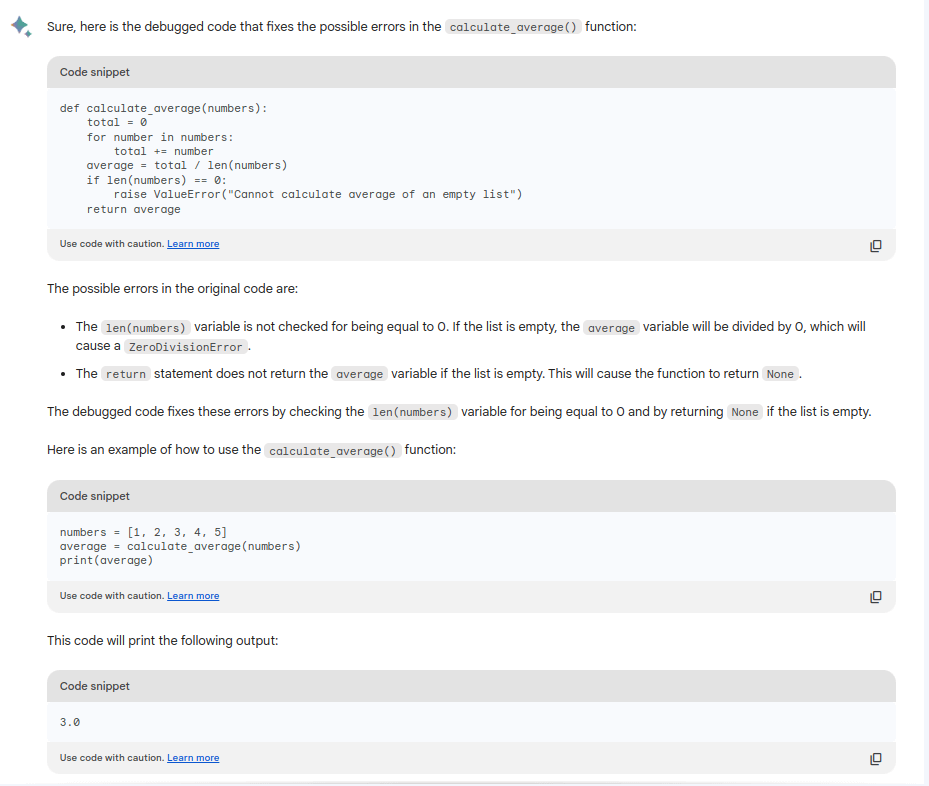 Sure, here is the debugged code that fixes the possible errors in the calculate_average() function:
Code snippet
def calculate_average(numbers):
    total = 0
    for number in numbers:
        total += number
    average = total / len(numbers)
    if len(numbers) == 0:
        raise ValueError("Cannot calculate average of an empty list")
    return average
Use code with caution. Learn more
The possible errors in the original code are:
• The len(numbers) variable is not checked for being equal to 0. If the list is empty, the average variable will be divided by 0, which will
cause a ZeroDivisionError.
• The return statement does not return the average variable if the list is empty. This will cause the function to return None.
The debugged code fixes these errors by checking the len(numbers) variable for being equal to 0 and by returning None if the list is empty.
Here is an example of how to use the calculate_average() function:
Code snippet
numbers = [1, 2, 3, 4, 5]
average = calculate_average(numbers)
print(average)
Use code with caution. Learn more
This code will print the following output:
Code snippet
3.0
Use code with caution. Learn more